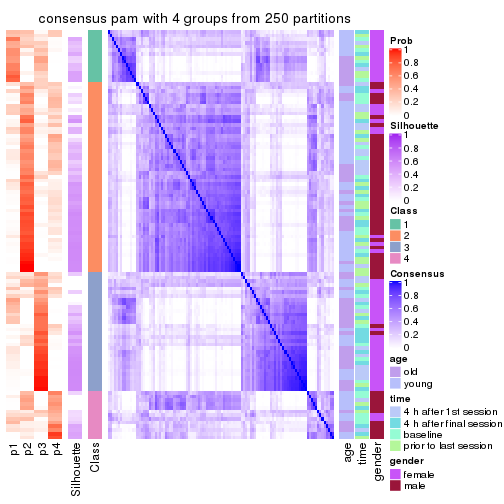 consensus pam with 4 groups from 250 partitions
Prob
1
0.8
0.6
0.4
0.2
0
Silhouette
1
0.8
0.6
0.4
0.2
0
Class
1
2
3
4
Consensus
1
0.8
0.6
0.4
0.2
0
age
old
young
time
4 h after 1st session
4 h after final session
baseline
prior to last session
gender
female
male
p1
p2
p3
p4
Silhouette
Class
age
time
gender